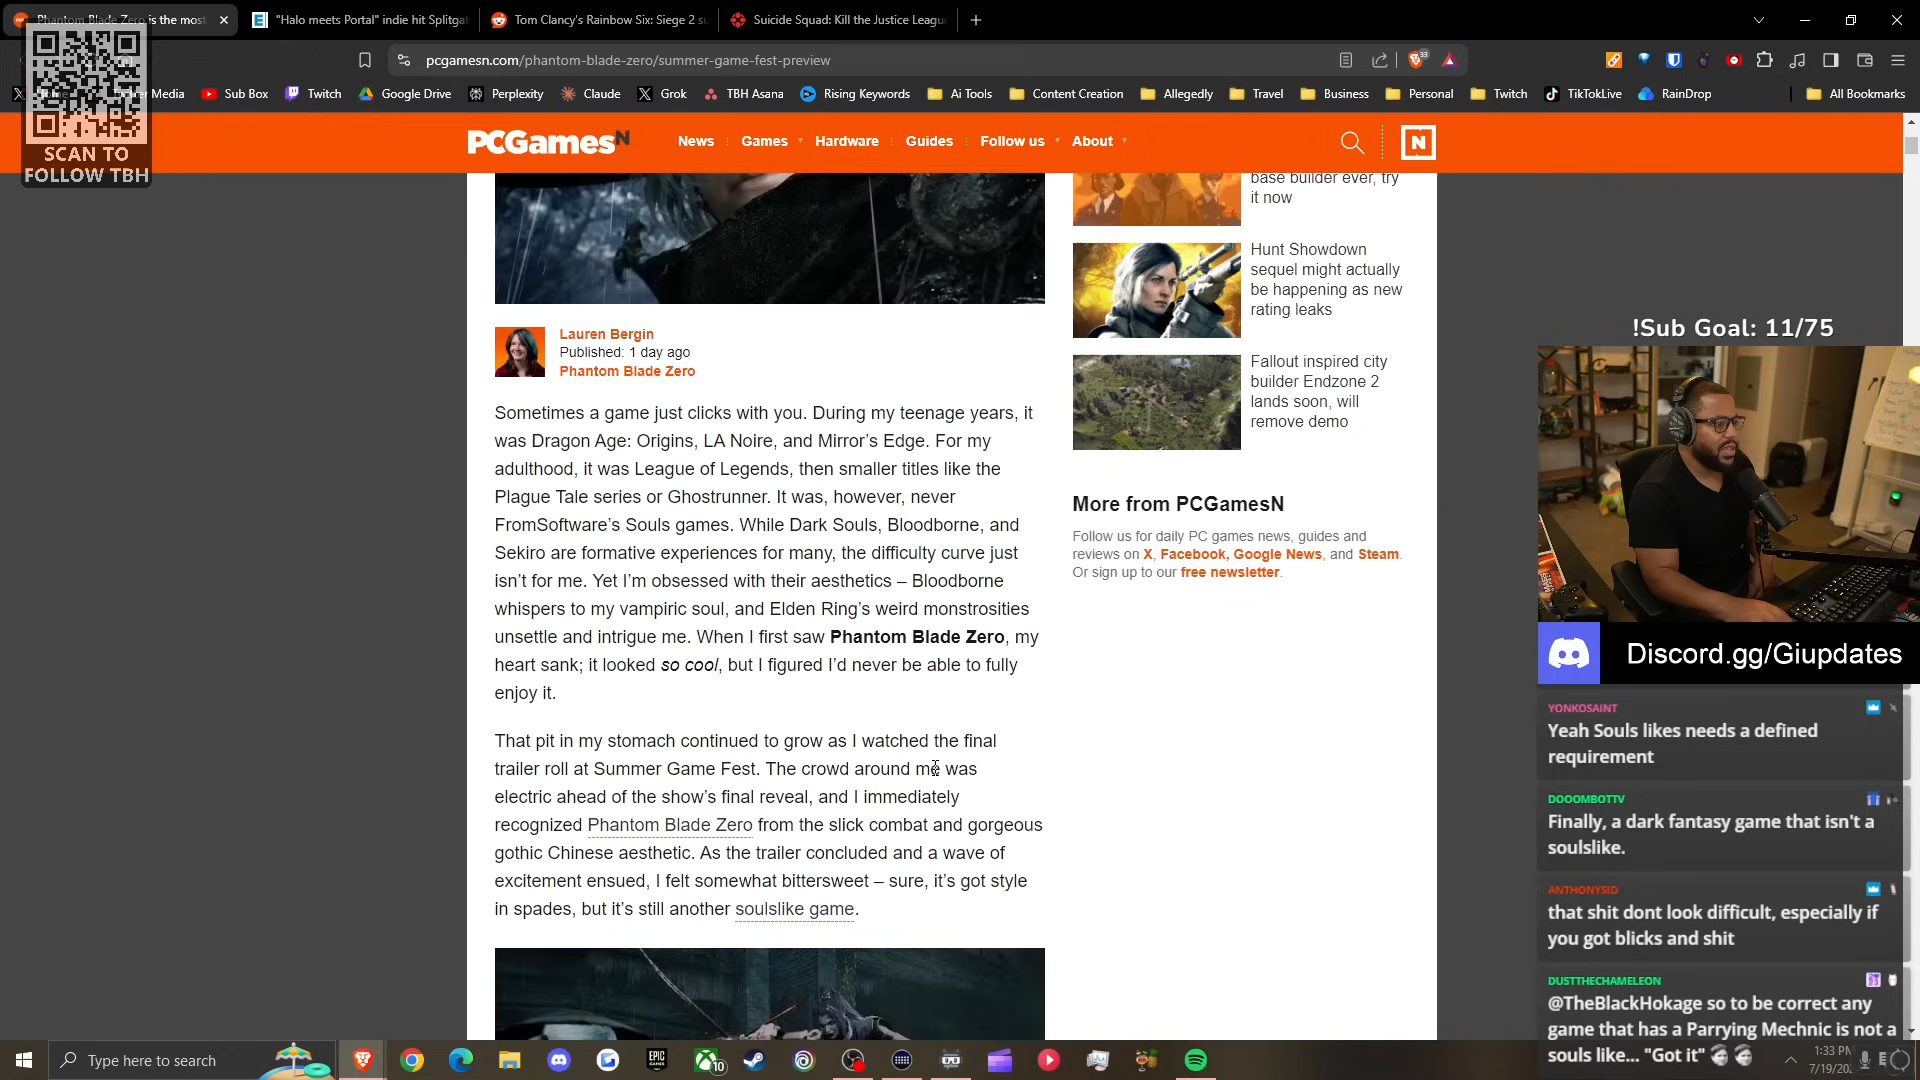 Phantom Blade Zero is the most
"Halo meets Portal" indie hit Splitgat
Tom Clancy's Rainbow Six: Siege 2 su
Suicide Squad: Kill the Justice Leagu
pcgamesn.com/phantom-blade-zero/summer-game-fest-preview
33
Media
Sub Box
Twitch
Google Drive
Perplexity
Claude
Grok
TBH Asana
Rising Keywords
Ai Tools
Content Creation
Allegedly
Travel
Business
Personal
Twitch
TikTokLive
RainDrop
All Bookmarks
SCAN TO
FOLLOW TBH
PCGamesN
News
Games
Hardware
Guides
Follow us
About
N
base builder ever, try
it now
Hunt Showdown
sequel might actually
be happening as new
rating leaks
Fallout inspired city
builder Endzone 2
lands soon, will
remove demo
More from PCGamesN
Follow us for daily PC games news, guides and
reviews on X, Facebook, Google News, and Steam.
Or sign up to our free newsletter.
Lauren Bergin
Published: 1 day ago
Phantom Blade Zero
Sometimes a game just clicks with you. During my teenage years, it
was Dragon Age: Origins, LA Noire, and Mirror's Edge. For my
adulthood, it was League of Legends, then smaller titles like the
Plague Tale series or Ghostrunner. It was, however, never
FromSoftware's Souls games. While Dark Souls, Bloodborne, and
Sekiro are formative experiences for many, the difficulty curve just
isn't for me. Yet I'm obsessed with their aesthetics – Bloodborne
whispers to my vampiric soul, and Elden Ring's weird monstrosities
unsettle and intrigue me. When I first saw Phantom Blade Zero, my
heart sank; it looked so cool, but I figured I'd never be able to fully
enjoy it.
That pit in my stomach continued to grow as I watched the final
trailer roll at Summer Game Fest. The crowd around me was
electric ahead of the show's final reveal, and I immediately
recognized Phantom Blade Zero from the slick combat and gorgeous
gothic Chinese aesthetic. As the trailer concluded and a wave of
excitement ensued, I felt somewhat bittersweet – sure, it's got style
in spades, but it's still another soulslike game.
!Sub Goal: 11/75
Discord.gg/Giupdates
YONKOSAINT
Yeah Souls likes needs a defined
requirement
DOOOMBOTTV
Finally, a dark fantasy game that isn't a
soulslike.
ANTHONYSID
that shit dont look difficult, especially if
you got blicks and shit
DUSTTHECHAMELEON
@TheBlackHokage so to be correct any
game that has a Parrying Mechnic is not a
souls like... "Got it"
Type here to search
EPIC
GAMES
10
1:33 PM
7/19/20